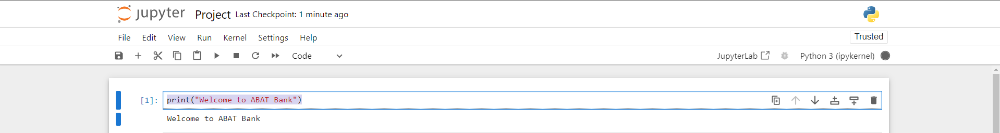 jupyter Project Last Checkpoint: 1 minute ago
File Edit View Run Kernel Settings Help Trusted
Code JupyterLab Python 3 (ipykernel)
[1]: print("Welcome to ABAT Bank")
Welcome to ABAT Bank